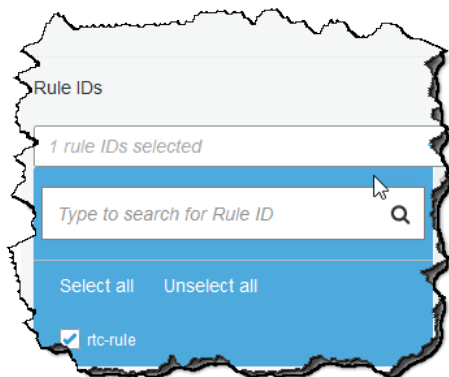 Rule IDs
1 rule IDs selected
Type to search for Rule ID
Select all Unselect all
rtc-rule